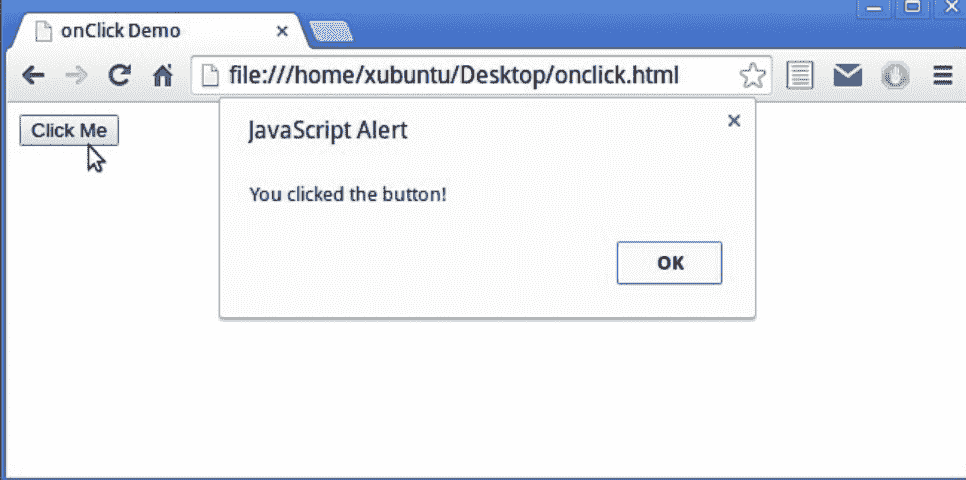 onClick Demo
file:///home/xubuntu/Desktop/onclick.html
Click Me
JavaScript Alert
You clicked the button!
OK